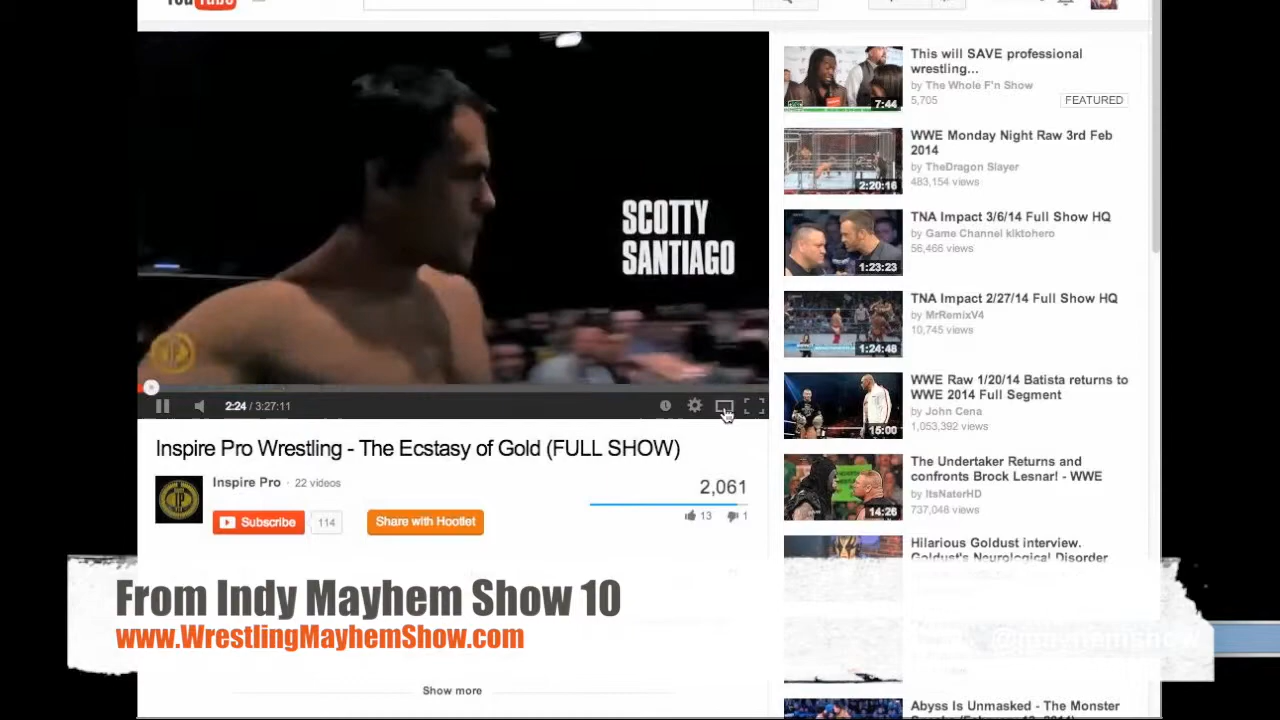 YouTube
SCOTTY
SANTIAGO
2:24 / 3:27:11
Inspire Pro Wrestling - The Ecstasy of Gold (FULL SHOW)
Inspire Pro · 22 videos
Subscribe
114
Share with Hootlet
2,061
13
1
Show more
From Indy Mayhem Show 10
www.WrestlingMayhemShow.com
7:44
This will SAVE professional
wrestling...
by The Whole F'n Show
5,705
FEATURED
2:20:16
WWE Monday Night Raw 3rd Feb
2014
by TheDragon Slayer
483,154 views
1:23:23
TNA Impact 3/6/14 Full Show HQ
by Game Channel klktohero
56,466 views
1:24:48
TNA Impact 2/27/14 Full Show HQ
by MrRemixV4
10,745 views
15:00
WWE Raw 1/20/14 Batista returns to
WWE 2014 Full Segment
by John Cena
1,053,392 views
14:26
The Undertaker Returns and
confronts Brock Lesnar! - WWE
by ItsNaterHD
737,048 views
Hilarious Goldust interview.
Goldust's Neurological Disorder
@imayhemshow
Abyss Is Unmasked - The Monster